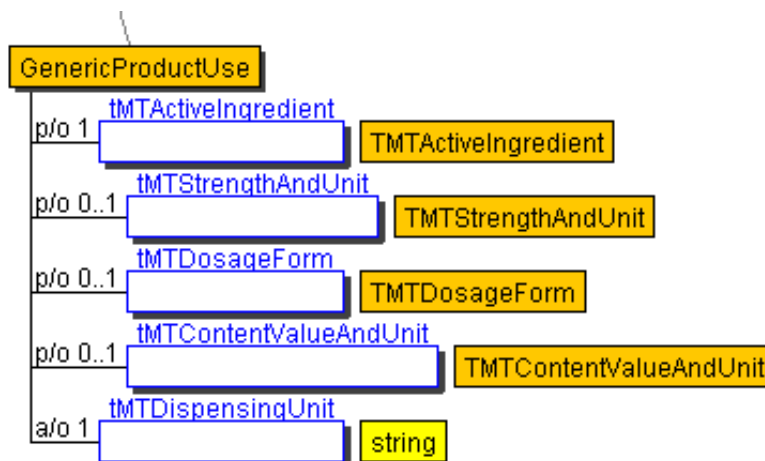 GenericProductUse
tMTActiveIngredient
p/o 1
TMTActiveIngredient
tMTStrengthAndUnit
p/o 0..1
TMTStrengthAndUnit
tMTDosageForm
p/o 0..1
TMTDosageForm
tMTContentValueAndUnit
p/o 0..1
TMTContentValueAndUnit
tMTDispensingUnit
a/o 1
string